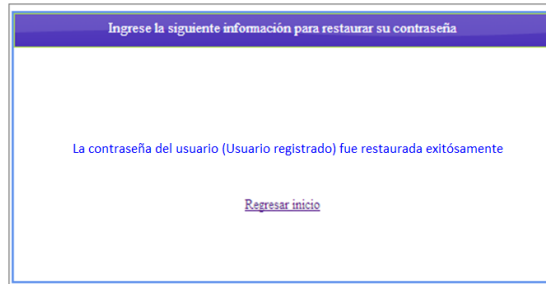 Ingrese la siguiente información para restaurar su contraseña
La contraseña del usuario (Usuario registrado) fue restaurada exitósamente
Regresar inicio